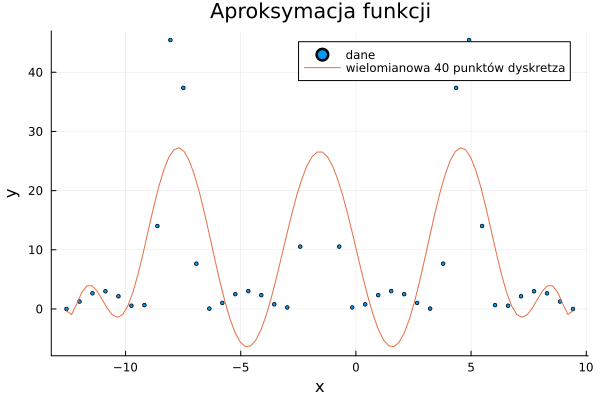 Aproksymacja funkcji
dane
wielomianowa 40 punktów dyskretza
y
40
30
20
10
0
−10
−5
0
5
10
x